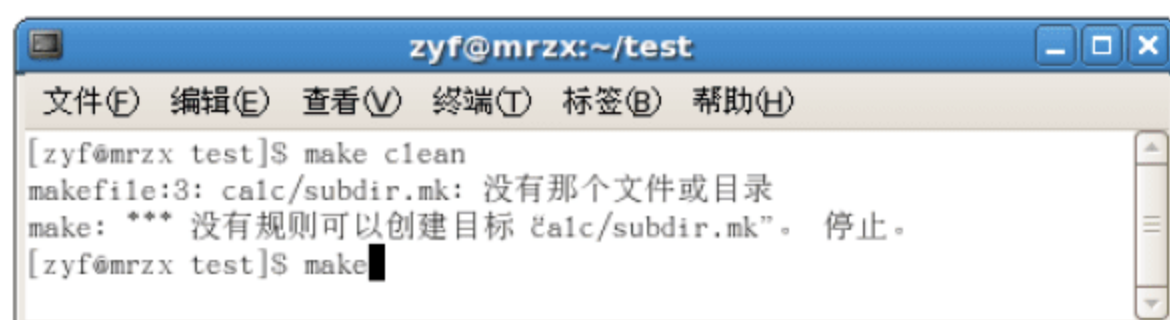 zyf@mrzx:~/test
文件(F) 编辑(E) 查看(V) 终端(T) 标签(B) 帮助(H)
[zyf@mrzx test]$ make clean
makefile:3: calc/subdir.mk: 没有那个文件或目录
make: *** 没有规则可以创建目标 “calc/subdir.mk”。 停止。
[zyf@mrzx test]$ make